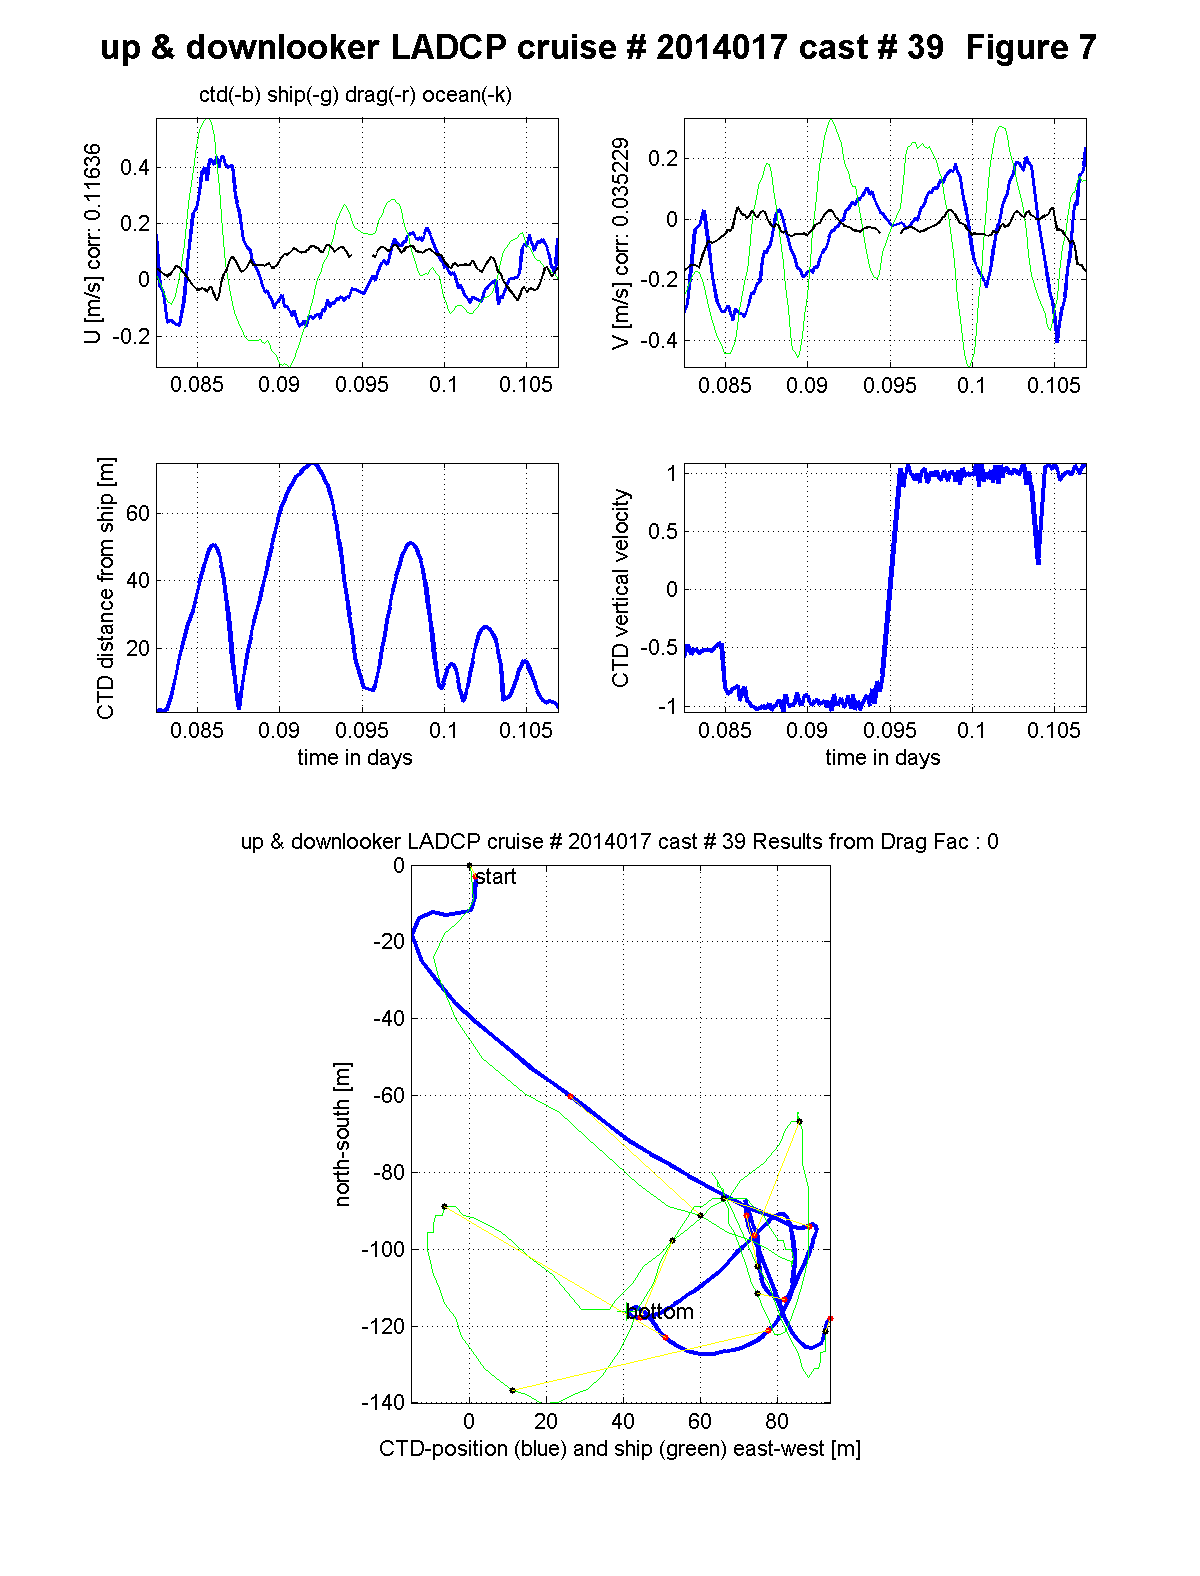 up & downlooker LADCP cruise # 2014017 cast # 39  Figure 7
ctd(-b) ship(-g) drag(-r) ocean(-k)
U [m/s] corr: 0.11636
0.4
0.2
0
-0.2
0.085 0.09 0.095 0.1 0.105
V [m/s] corr: 0.035229
0.2
0
-0.2
-0.4
0.085 0.09 0.095 0.1 0.105
CTD distance from ship [m]
60
40
20
0.085 0.09 0.095 0.1 0.105
time in days
CTD vertical velocity
1
0.5
0
-0.5
-1
0.085 0.09 0.095 0.1 0.105
time in days
up & downlooker LADCP cruise # 2014017 cast # 39 Results from Drag Fac : 0
north-south [m]
0
-20
-40
-60
-80
-100
-120
-140
start
bottom
0 20 40 60 80
CTD-position (blue) and ship (green) east-west [m]